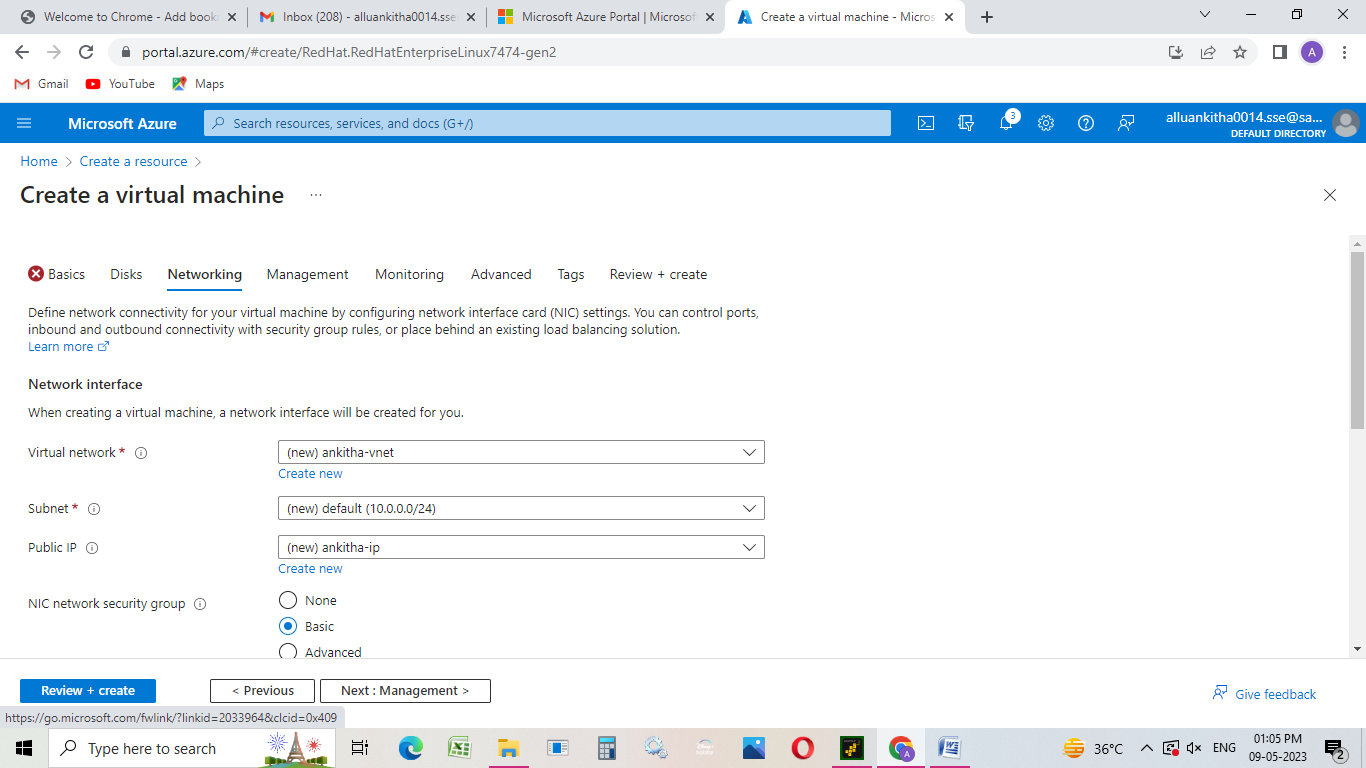 Welcome to Chrome - Add book
Inbox (208) - alluankitha0014.sse
Microsoft Azure Portal | Microsof
Create a virtual machine - Micros
portal.azure.com/#create/RedHat.RedHatEnterpriseLinux7474-gen2
A
Gmail
YouTube
Maps
Microsoft Azure
Search resources, services, and docs (G+/)
3
alluankitha0014.sse@sa...
DEFAULT DIRECTORY
Home > Create a resource >
Create a virtual machine ...
Basics
Disks
Networking
Management
Monitoring
Advanced
Tags
Review + create
Define network connectivity for your virtual machine by configuring network interface card (NIC) settings. You can control ports,
inbound and outbound connectivity with security group rules, or place behind an existing load balancing solution.
Learn more
Network interface
When creating a virtual machine, a network interface will be created for you.
Virtual network *
(new) ankitha-vnet
Create new
Subnet *
(new) default (10.0.0.0/24)
Public IP
(new) ankitha-ip
Create new
NIC network security group
None
Basic
Advanced
Review + create
< Previous
Next : Management >
Give feedback
https://go.microsoft.com/fwlink/?linkid=2033964&clcid=0x409
Type here to search
A
36°C
ENG
01:05 PM
09-05-2023
2